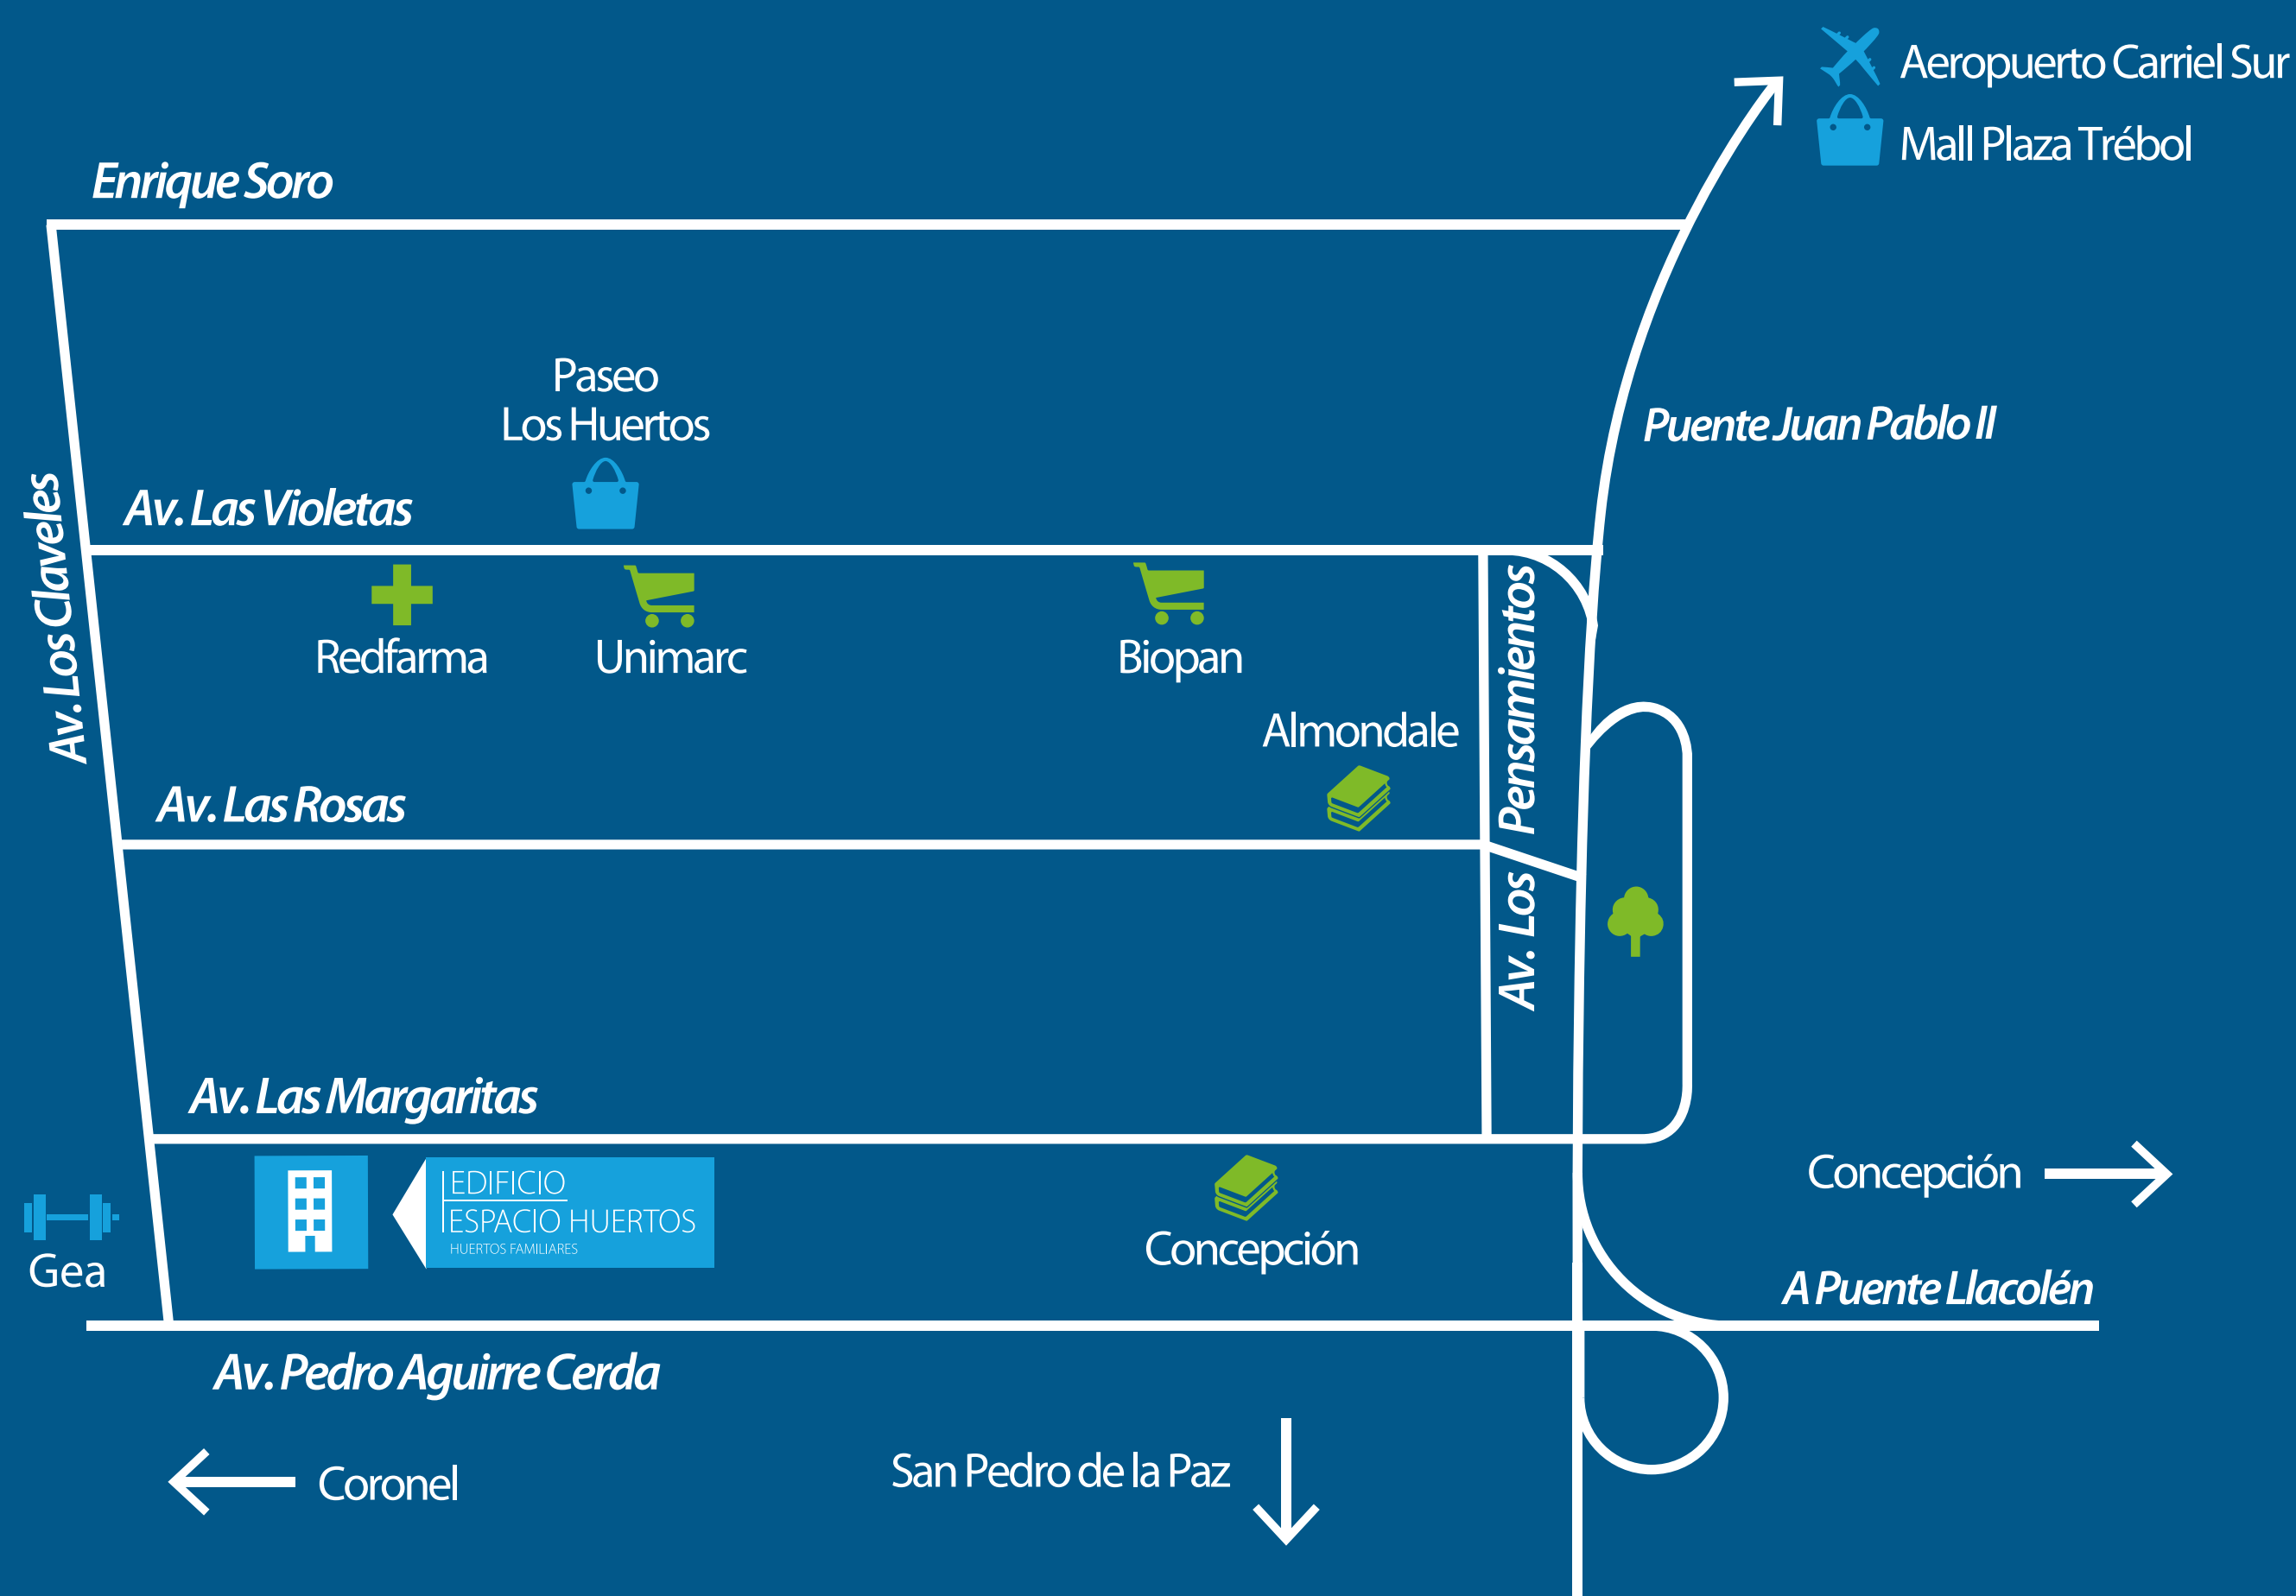 Aeropuerto Carriel Sur
Mall Plaza Trébol
Enrique Soro
Paseo
Los Huertos
Puente Juan Pablo II
Av. Las Violetas
Av. Los Claveles
Redfarma
Unimarc
Biopan
Av. Los Pensamientos
Almondale
Av. Las Rosas
Av. Las Margaritas
EDIFICIO
ESPACIO HUERTOS
HUERTOS FAMILIARES
Gea
Concepción
Concepción
A Puente Llacolén
Av. Pedro Aguirre Cerda
San Pedro de la Paz
Coronel